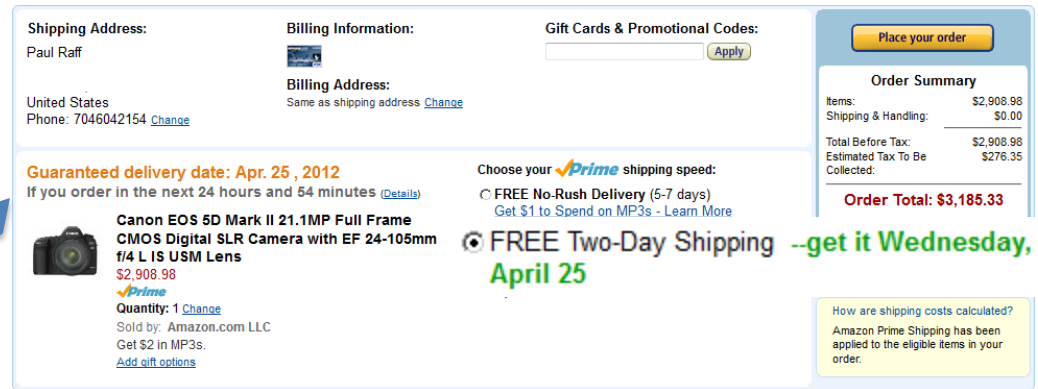 Shipping Address:
Paul Raff
United States
Phone: 7046042154 Change
Billing Information:
Billing Address:
Same as shipping address Change
Gift Cards & Promotional Codes:
Apply
Place your order
Order Summary
Items: $2,908.98
Shipping & Handling: $0.00
Total Before Tax: $2,908.98
Estimated Tax To Be $276.35
Collected:
Order Total: $3,185.33
Guaranteed delivery date: Apr. 25 , 2012
If you order in the next 24 hours and 54 minutes (Details)
Canon EOS 5D Mark II 21.1MP Full Frame
CMOS Digital SLR Camera with EF 24-105mm
f/4 L IS USM Lens
$2,908.98
Prime
Quantity: 1 Change
Sold by: Amazon.com LLC
Get $2 in MP3s.
Add gift options
Choose your Prime shipping speed:
FREE No-Rush Delivery (5-7 days)
Get $1 to Spend on MP3s - Learn More
FREE Two-Day Shipping --get it Wednesday,
April 25
How are shipping costs calculated?
Amazon Prime Shipping has been
applied to the eligible items in your
order.